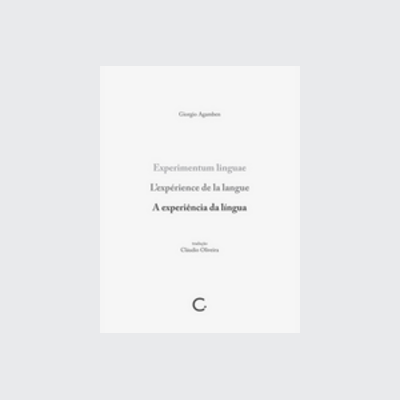 Giorgio Agamben
Experimentum linguae
L'expérience de la langue
A experiência da língua
tradução
Cláudio Oliveira
C.